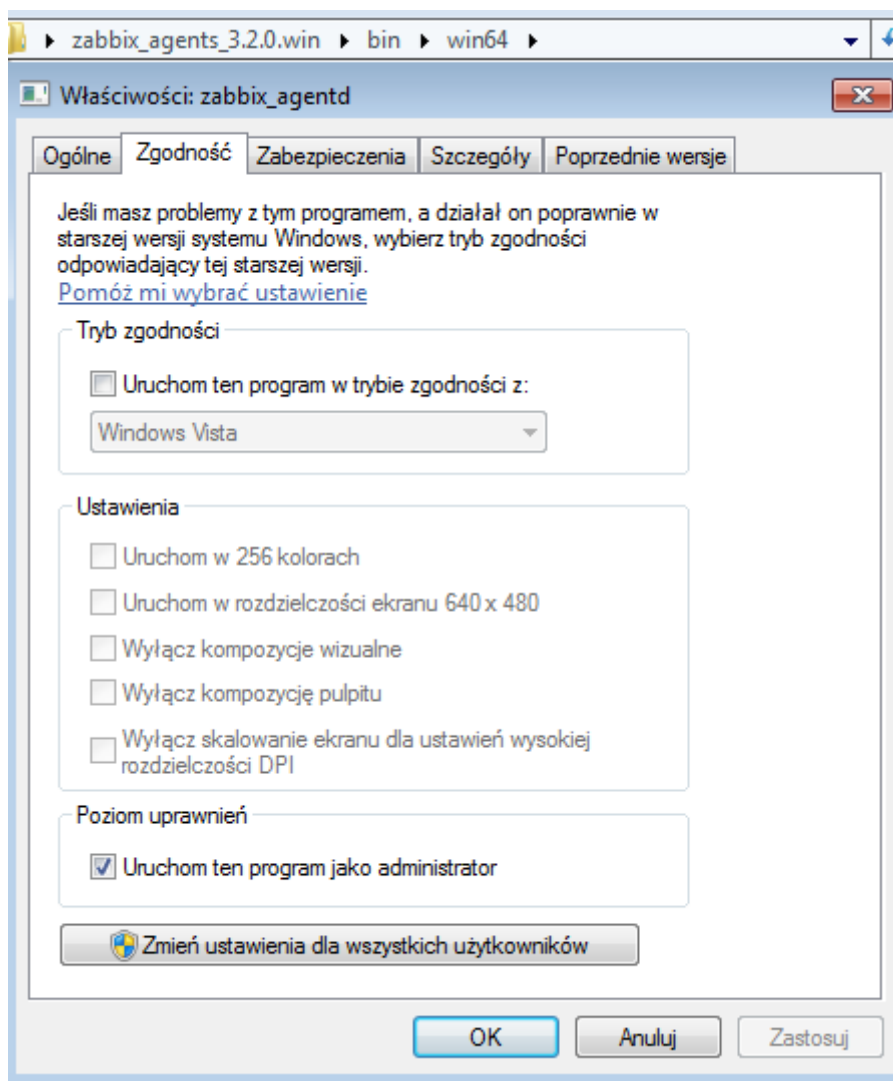 zabbix_agents_3.2.0.win bin win64
Właściwości: zabbix_agentd
Ogólne Zgodność Zabezpieczenia Szczegóły Poprzednie wersje
Jeśli masz problemy z tym programem, a działał on poprawnie w
starszej wersji systemu Windows, wybierz tryb zgodności
odpowiadający tej starszej wersji.
Pomóż mi wybrać ustawienie
Tryb zgodności
Uruchom ten program w trybie zgodności z:
Windows Vista
Ustawienia
Uruchom w 256 kolorach
Uruchom w rozdzielczości ekranu 640 x 480
Wyłącz kompozycje wizualne
Wyłącz kompozycję pulpitu
Wyłącz skalowanie ekranu dla ustawień wysokiej
rozdzielczości DPI
Poziom uprawnień
Uruchom ten program jako administrator
Zmień ustawienia dla wszystkich użytkowników
OK Anuluj Zastosuj